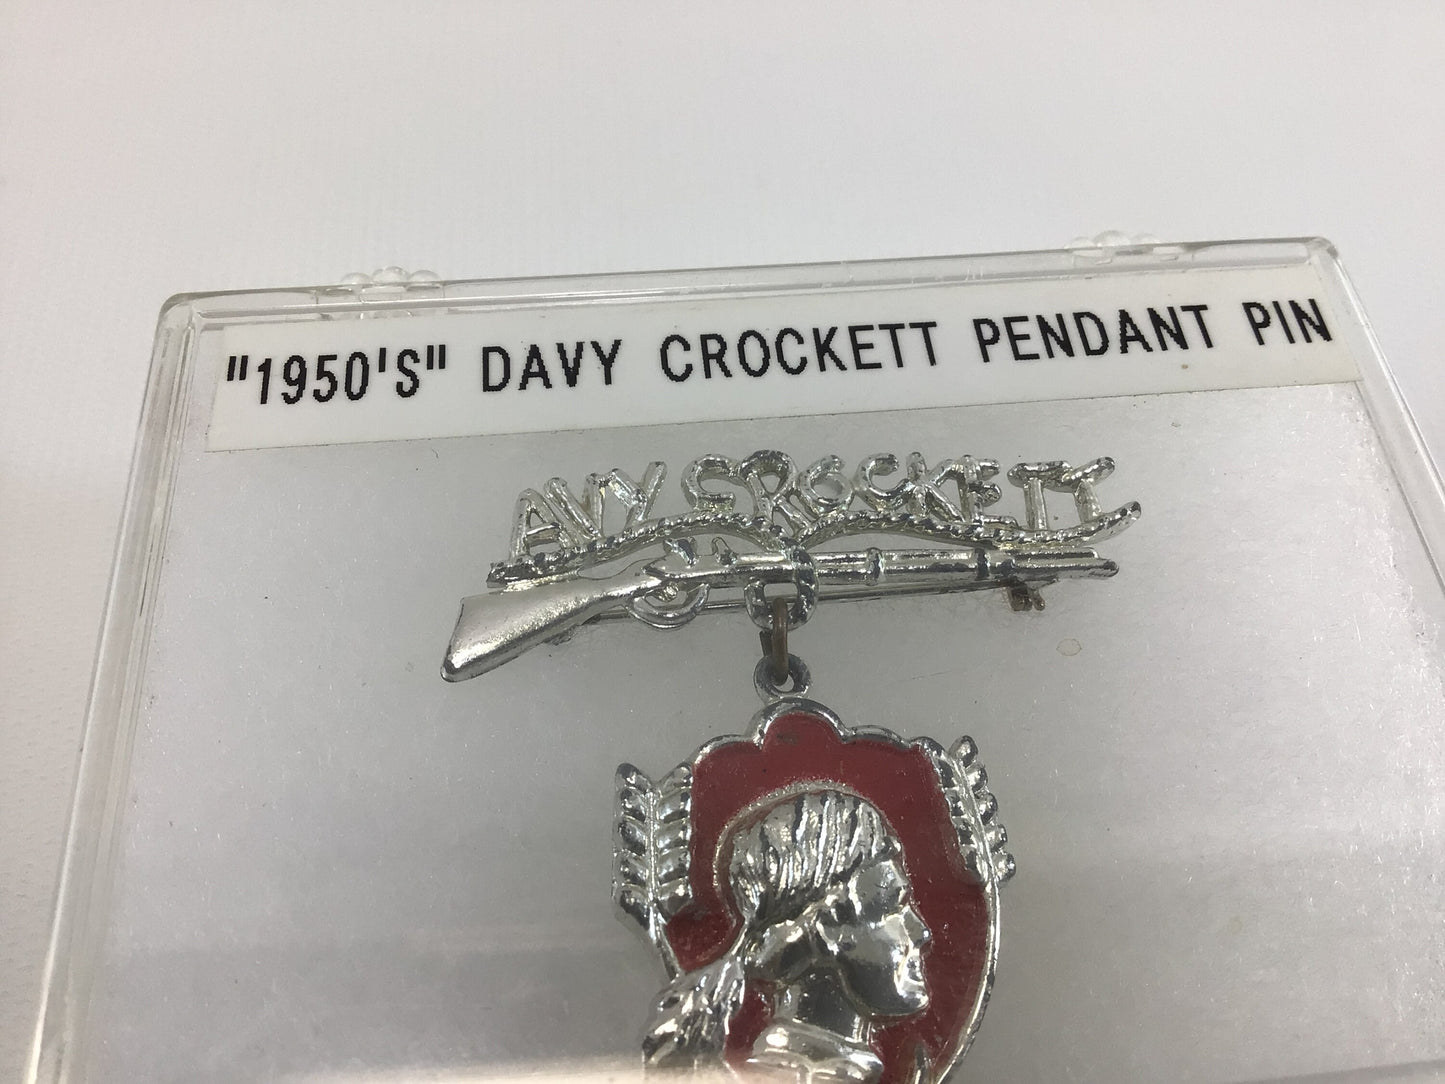 "1950'S" DAVY CROCKETT PENDANT PIN
AVY CROCKETT